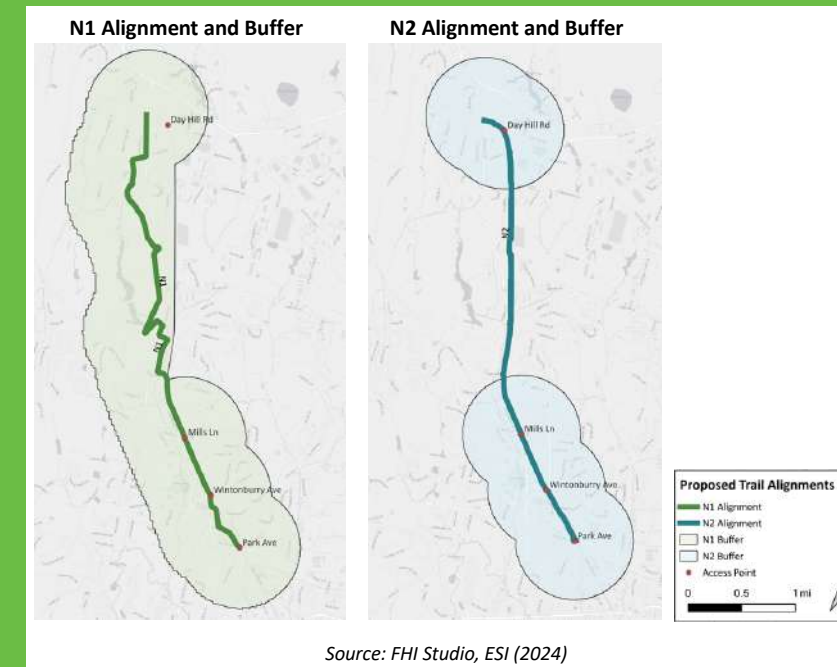 N1 Alignment and Buffer
N2 Alignment and Buffer
Day Hill Rd
N1
N1
Mills Ln
Wintonburry Ave
Park Ave
Day Hill Rd
N2
Mills Ln
Wintonburry Ave
Park Ave
Proposed Trail Alignments
N1 Alignment
N2 Alignment
N1 Buffer
N2 Buffer
Access Point
0 0.5 1 mi
Source: FHI Studio, ESI (2024)